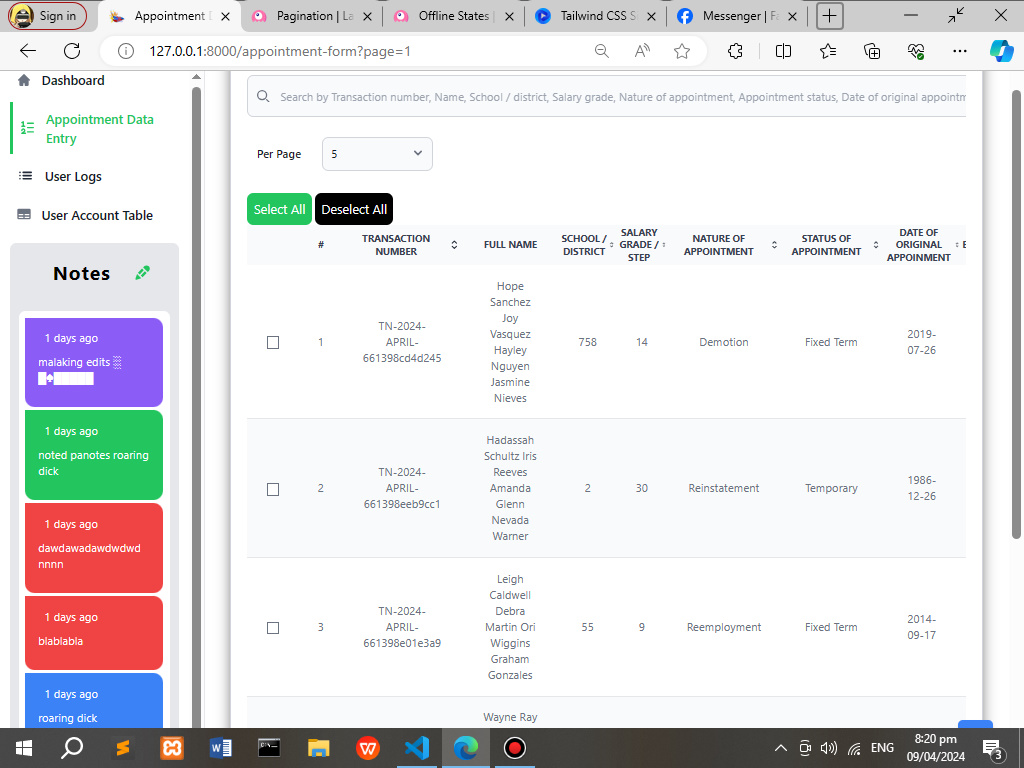 Sign in
Appointment D
Pagination | La
Offline States |
Tailwind CSS S
Messenger | Fa
127.0.0.1:8000/appointment-form?page=1
Dashboard
Appointment Data
Entry
User Logs
User Account Table
Notes
1 days ago
malaking edits ░
█♣█████
1 days ago
noted panotes roaring
dick
1 days ago
dawdawadawdwdwd
nnnn
1 days ago
blablabla
1 days ago
roaring dick
Search by Transaction number, Name, School / district, Salary grade, Nature of appointment, Appointment status, Date of original appointm
Per Page
5
Select All
Deselect All
# TRANSACTION NUMBER FULL NAME SCHOOL / DISTRICT SALARY GRADE / STEP NATURE OF APPOINTMENT STATUS OF APPOINTMENT DATE OF ORIGINAL APPOINMENT E
1 TN-2024-APRIL-661398cd4d245 Hope Sanchez Joy Vasquez Hayley Nguyen Jasmine Nieves 758 14 Demotion Fixed Term 2019-07-26
2 TN-2024-APRIL-661398eeb9cc1 Hadassah Schultz Iris Reeves Amanda Glenn Nevada Warner 2 30 Reinstatement Temporary 1986-12-26
3 TN-2024-APRIL-661398e01e3a9 Leigh Caldwell Debra Martin Ori Wiggins Graham Gonzales 55 9 Reemployment Fixed Term 2014-09-17
Wayne Ray
ENG
8:20 pm
09/04/2024
3